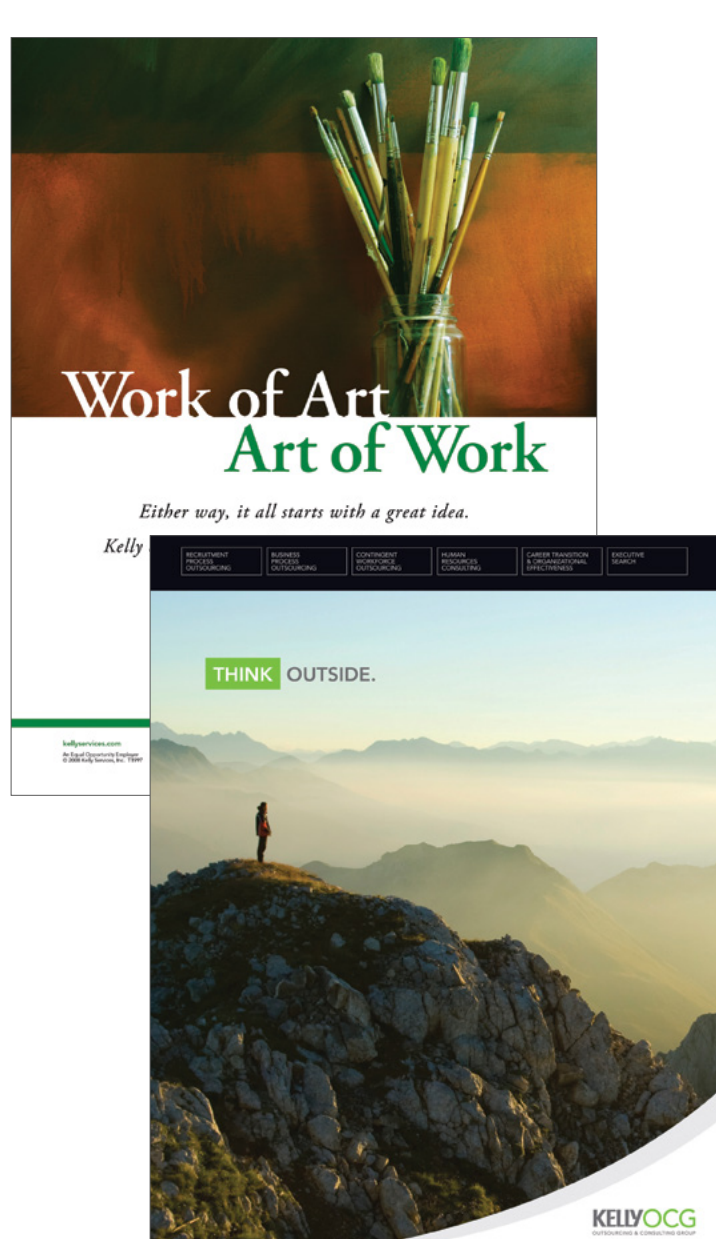 Work of Art
Art of Work
Either way, it all starts with a great idea.
Kelly
kellyservices.com
An Equal Opportunity Employer
© 2008 Kelly Services, Inc.
RECRUITMENT
PROCESS
OUTSOURCING
BUSINESS
PROCESS
OUTSOURCING
CONTINGENT
WORKFORCE
OUTSOURCING
HUMAN
RESOURCES
CONSULTING
CAREER TRANSITION
& ORGANIZATIONAL
EFFECTIVENESS
EXECUTIVE
SEARCH
THINK OUTSIDE.
KELLYOCG
OUTSOURCING & CONSULTING GROUP